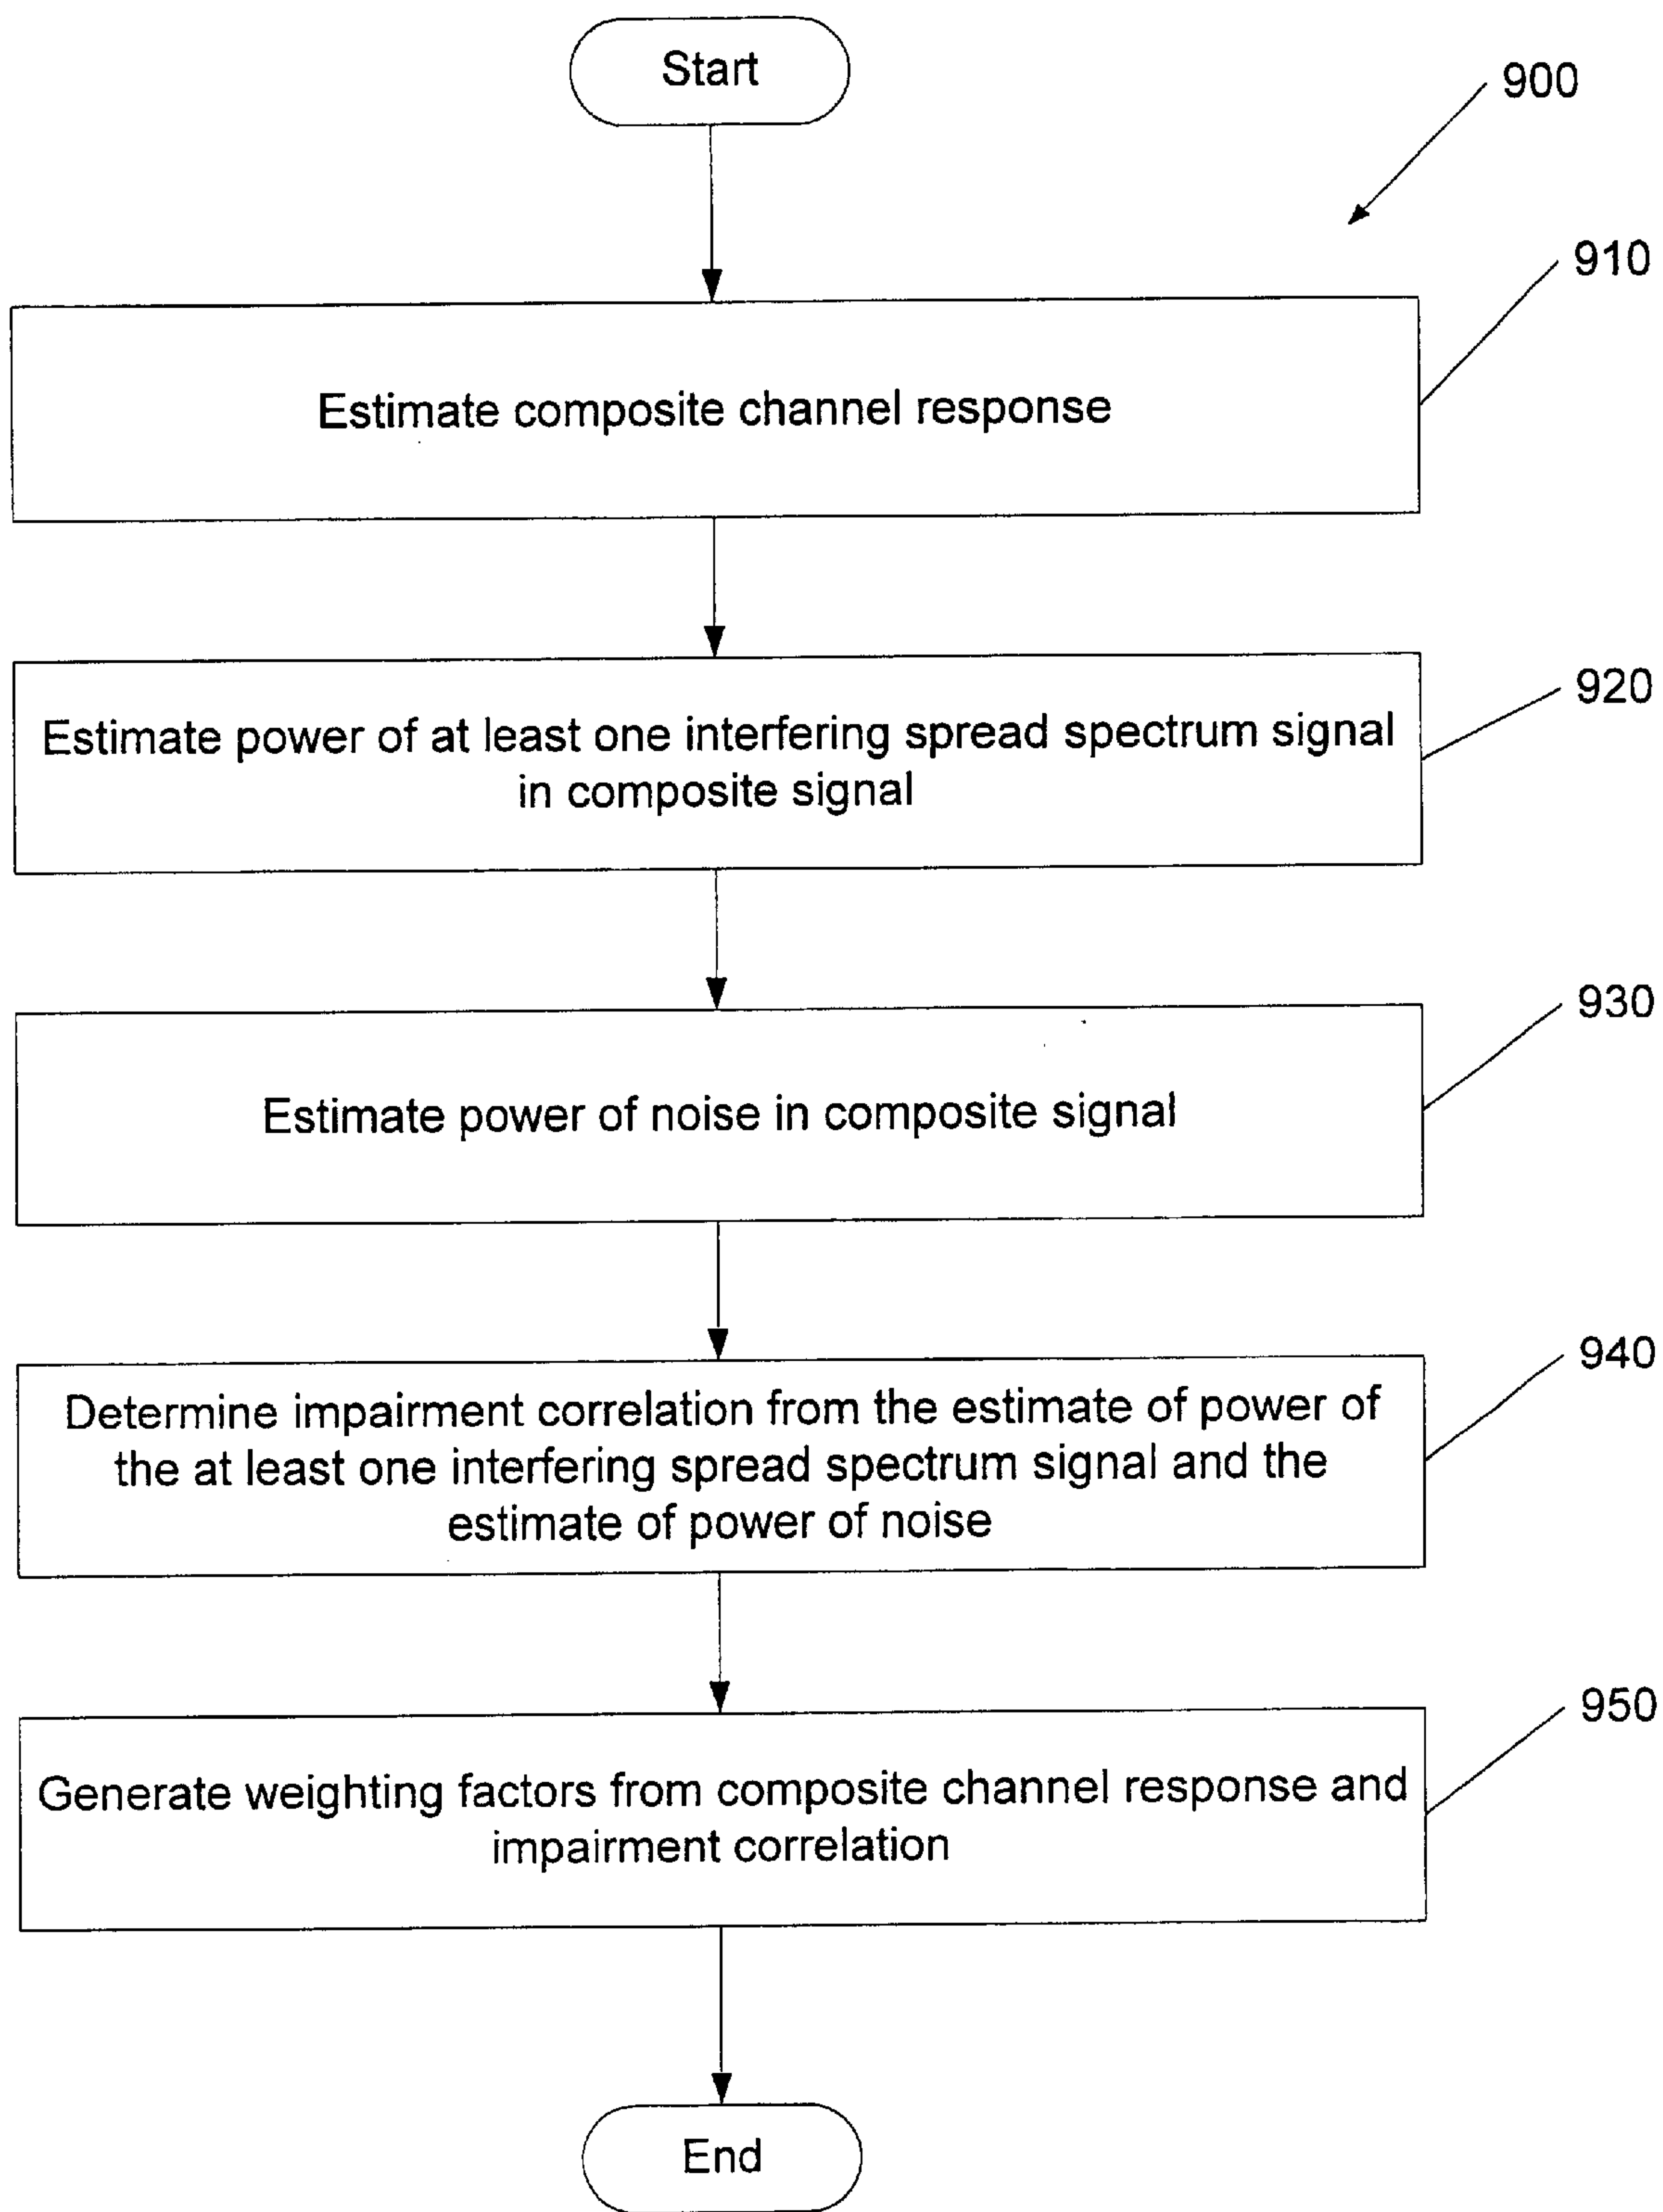 Start
900
910
Estimate composite channel response
920
Estimate power of at least one interfering spread spectrum signal
in composite signal
930
Estimate power of noise in composite signal
940
Determine impairment correlation from the estimate of power of
the at least one interfering spread spectrum signal and the
estimate of power of noise
950
Generate weighting factors from composite channel response and
impairment correlation
End